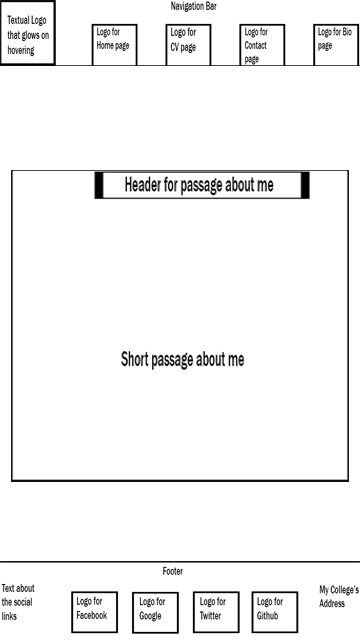 Navigation Bar
Textual Logo
that glows on
hovering
Logo for
Home page
Logo for
CV page
Logo for
Contact
page
Logo for Bio
page
Header for passage about me
Short passage about me
Footer
Text about
the social
links
Logo for
Facebook
Logo for
Google
Logo for
Twitter
Logo for
Github
My College's
Address